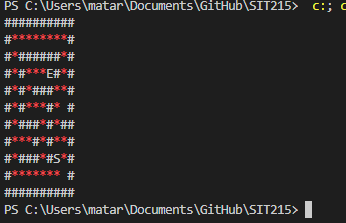 PS C:\Users\matar\Documents\GitHub\SIT215>  c:; c
##########
#********#
#*######*#
#*#***E#*#
#*#*###**#
#*#***#* #
#*###*#*##
#***#*#**#
#*###*#S*#
#******* #
##########
PS C:\Users\matar\Documents\GitHub\SIT215>